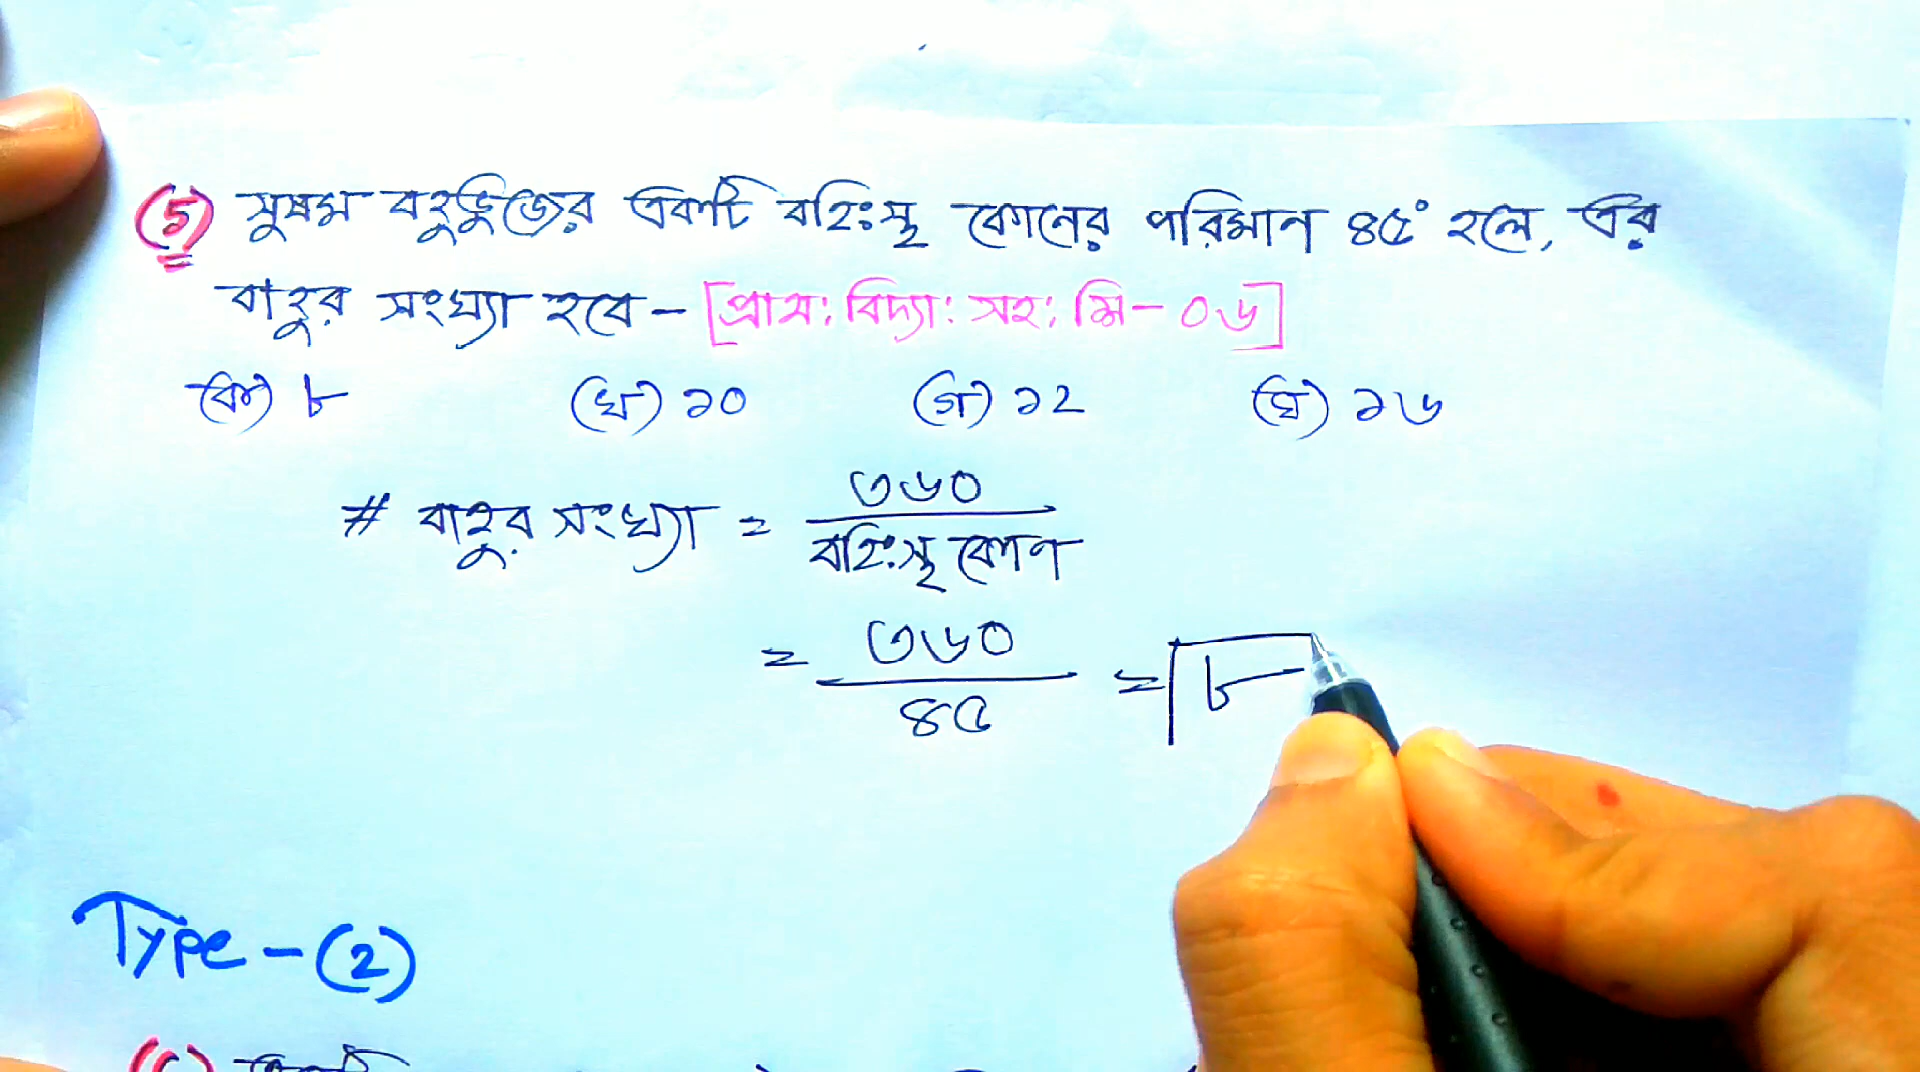 (5) সুষম বহুভুজের একটি বহিঃস্থ কোনের পরিমান ৪৫° হলে, এর
বাহুর সংখ্যা হবে - [প্রাথ: বিদ্যা: সহ: শি - ০৬]
(ক) ৮ (খ) ১০ (গ) ১২ (ঘ) ১৬
# বাহুর সংখ্যা = ৩৬০ / বহিঃস্থ কোণ
= ৩৬০ / ৪৫ = ৮
Type - (2)